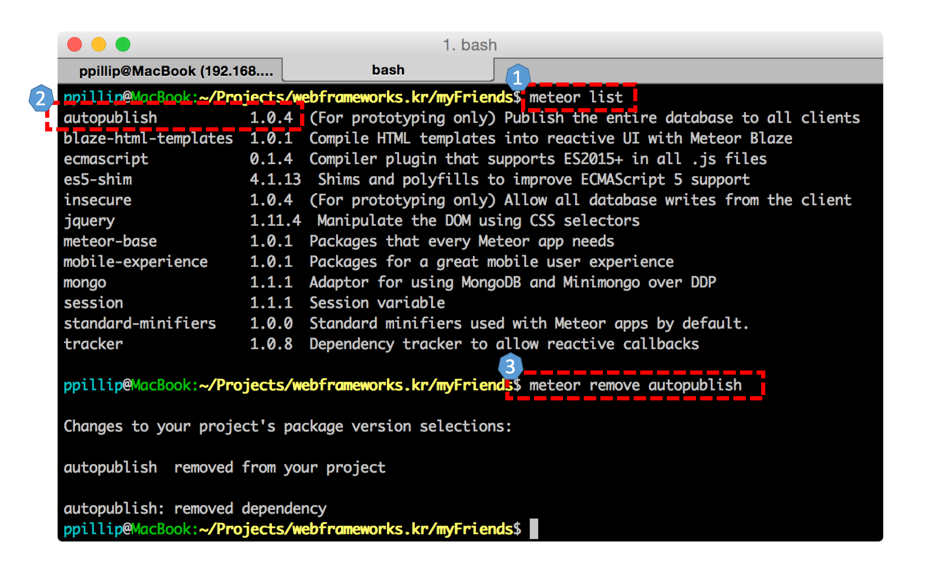 1. bash
ppillip@MacBook (192.168.... bash
1
2
ppillip@MacBook:~/Projects/webframeworks.kr/myFriends$ meteor list
autopublish 1.0.4 (For prototyping only) Publish the entire database to all clients
blaze-html-templates 1.0.1 Compile HTML templates into reactive UI with Meteor Blaze
ecmascript 0.1.4 Compiler plugin that supports ES2015+ in all .js files
es5-shim 4.1.13 Shims and polyfills to improve ECMAScript 5 support
insecure 1.0.4 (For prototyping only) Allow all database writes from the client
jquery 1.11.4 Manipulate the DOM using CSS selectors
meteor-base 1.0.1 Packages that every Meteor app needs
mobile-experience 1.0.1 Packages for a great mobile user experience
mongo 1.1.1 Adaptor for using MongoDB and Minimongo over DDP
session 1.1.1 Session variable
standard-minifiers 1.0.0 Standard minifiers used with Meteor apps by default.
tracker 1.0.8 Dependency tracker to allow reactive callbacks
3
ppillip@MacBook:~/Projects/webframeworks.kr/myFriends$ meteor remove autopublish
Changes to your project's package version selections:
autopublish removed from your project
autopublish: removed dependency
ppillip@MacBook:~/Projects/webframeworks.kr/myFriends$